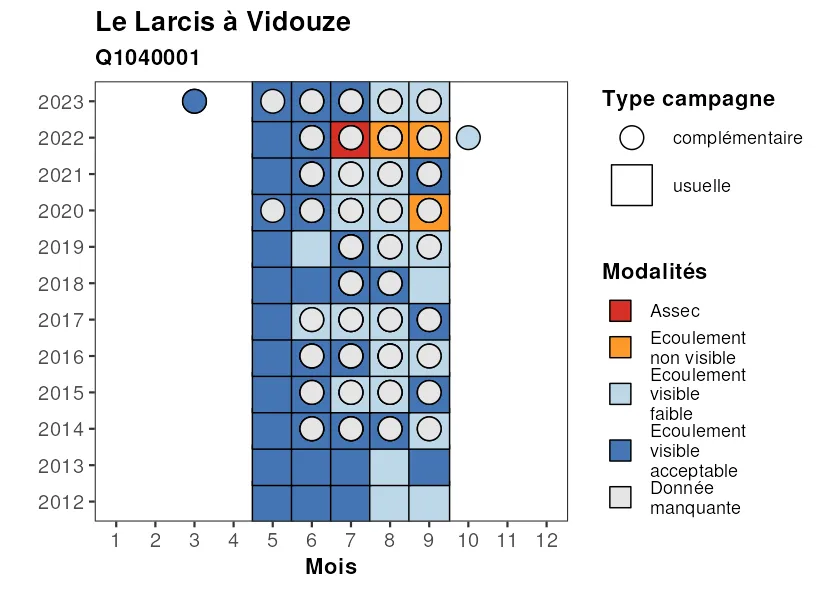 Le Larcis à Vidouze
Q1040001
2023
2022
2021
2020
2019
2018
2017
2016
2015
2014
2013
2012
1 2 3 4 5 6 7 8 9 10 11 12
Mois
Type campagne
complémentaire
usuelle
Modalités
Assec
Ecoulement
non visible
Ecoulement
visible
faible
Ecoulement
visible
acceptable
Donnée
manquante